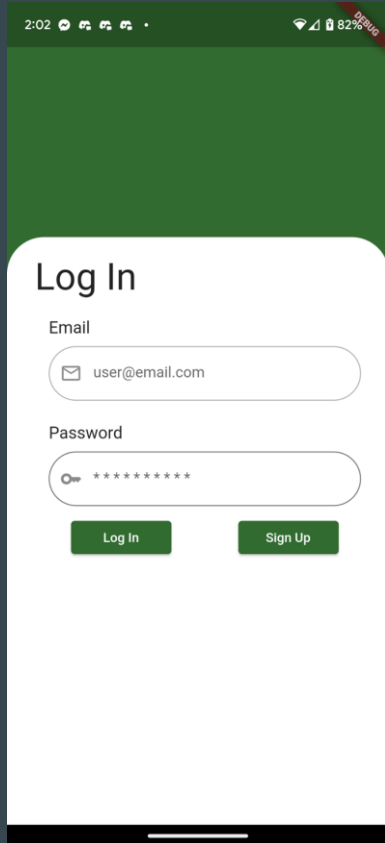 2:02 82%
DEBUG
Log In
Email
user@email.com
Password
**********
Log In Sign Up